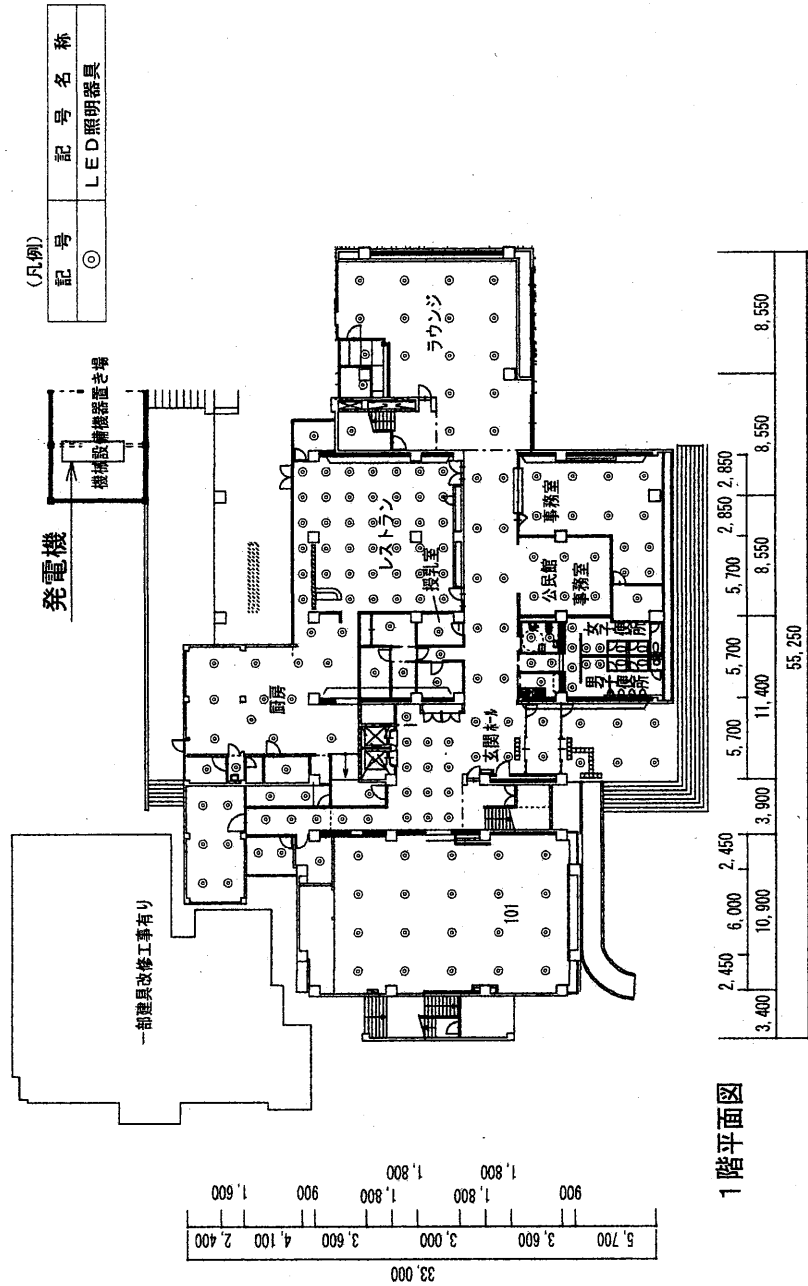 (凡例)
記号 記号名称
◎ LED照明器具
発電機
機械設備機器置き場
一部建具改修工事有り
厨房
レストラン
授乳室
ラウンジ
玄関ホール
公民館
事務室
事務室
男子便所
女子便所
101
3,400 2,450 6,000 2,450 3,900 5,700 5,700 5,700 2,850 2,850 8,550 8,550
10,900 11,400 8,550
55,250
1,600 900 1,800 1,800 1,800 1,800 900
2,400 4,100 3,600 3,000 3,600 5,700
33,000
1階平面図